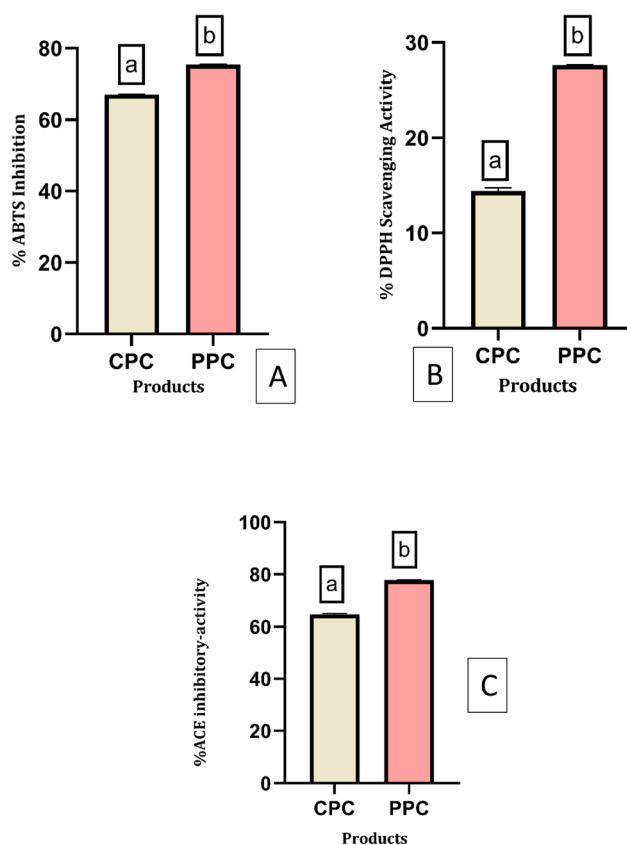 % ABTS Inhibition
80
60
40
20
0
a
b
CPC PPC
Products
A
% DPPH Scavenging Activity
30
20
10
0
a
b
CPC PPC
Products
B
%ACE inhibitory-activity
100
80
60
40
20
0
a
b
CPC PPC
Products
C